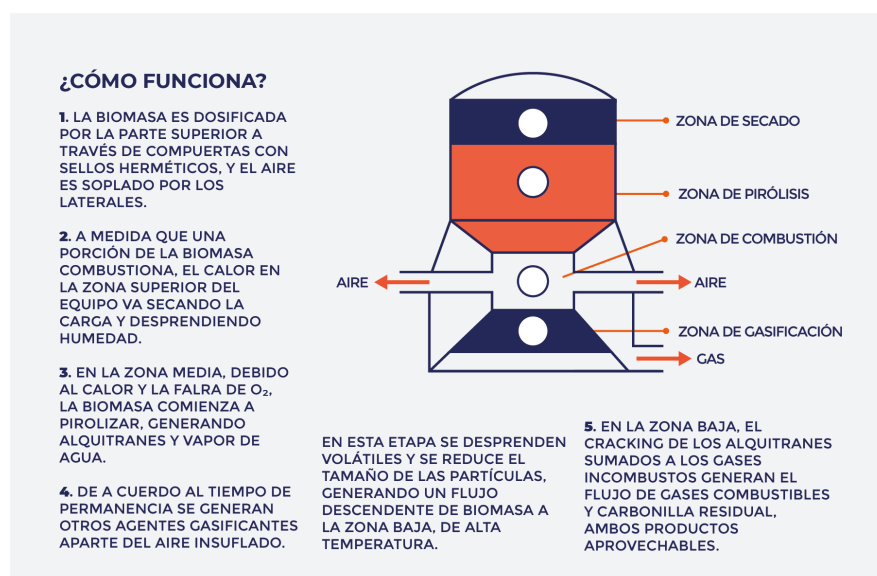 ¿CÓMO FUNCIONA?
1. LA BIOMASA ES DOSIFICADA
POR LA PARTE SUPERIOR A
TRAVÉS DE COMPUERTAS CON
SELLOS HERMÉTICOS, Y EL AIRE
ES SOPLADO POR LOS
LATERALES.
2. A MEDIDA QUE UNA
PORCIÓN DE LA BIOMASA
COMBUSTIONA, EL CALOR EN
LA ZONA SUPERIOR DEL
EQUIPO VA SECANDO LA
CARGA Y DESPRENDIENDO
HUMEDAD.
3. EN LA ZONA MEDIA, DEBIDO
AL CALOR Y LA FALRA DE O₂,
LA BIOMASA COMIENZA A
PIROLIZAR, GENERANDO
ALQUITRANES Y VAPOR DE
AGUA.
4. DE A CUERDO AL TIEMPO DE
PERMANENCIA SE GENERAN
OTROS AGENTES GASIFICANTES
APARTE DEL AIRE INSUFLADO.
ZONA DE SECADO
ZONA DE PIRÓLISIS
ZONA DE COMBUSTIÓN
AIRE
AIRE
ZONA DE GASIFICACIÓN
GAS
EN ESTA ETAPA SE DESPRENDEN
VOLÁTILES Y SE REDUCE EL
TAMAÑO DE LAS PARTÍCULAS,
GENERANDO UN FLUJO
DESCENDENTE DE BIOMASA A
LA ZONA BAJA, DE ALTA
TEMPERATURA.
5. EN LA ZONA BAJA, EL
CRACKING DE LOS ALQUITRANES
SUMADOS A LOS GASES
INCOMBUSTOS GENERAN EL
FLUJO DE GASES COMBUSTIBLES
Y CARBONILLA RESIDUAL,
AMBOS PRODUCTOS
APROVECHABLES.